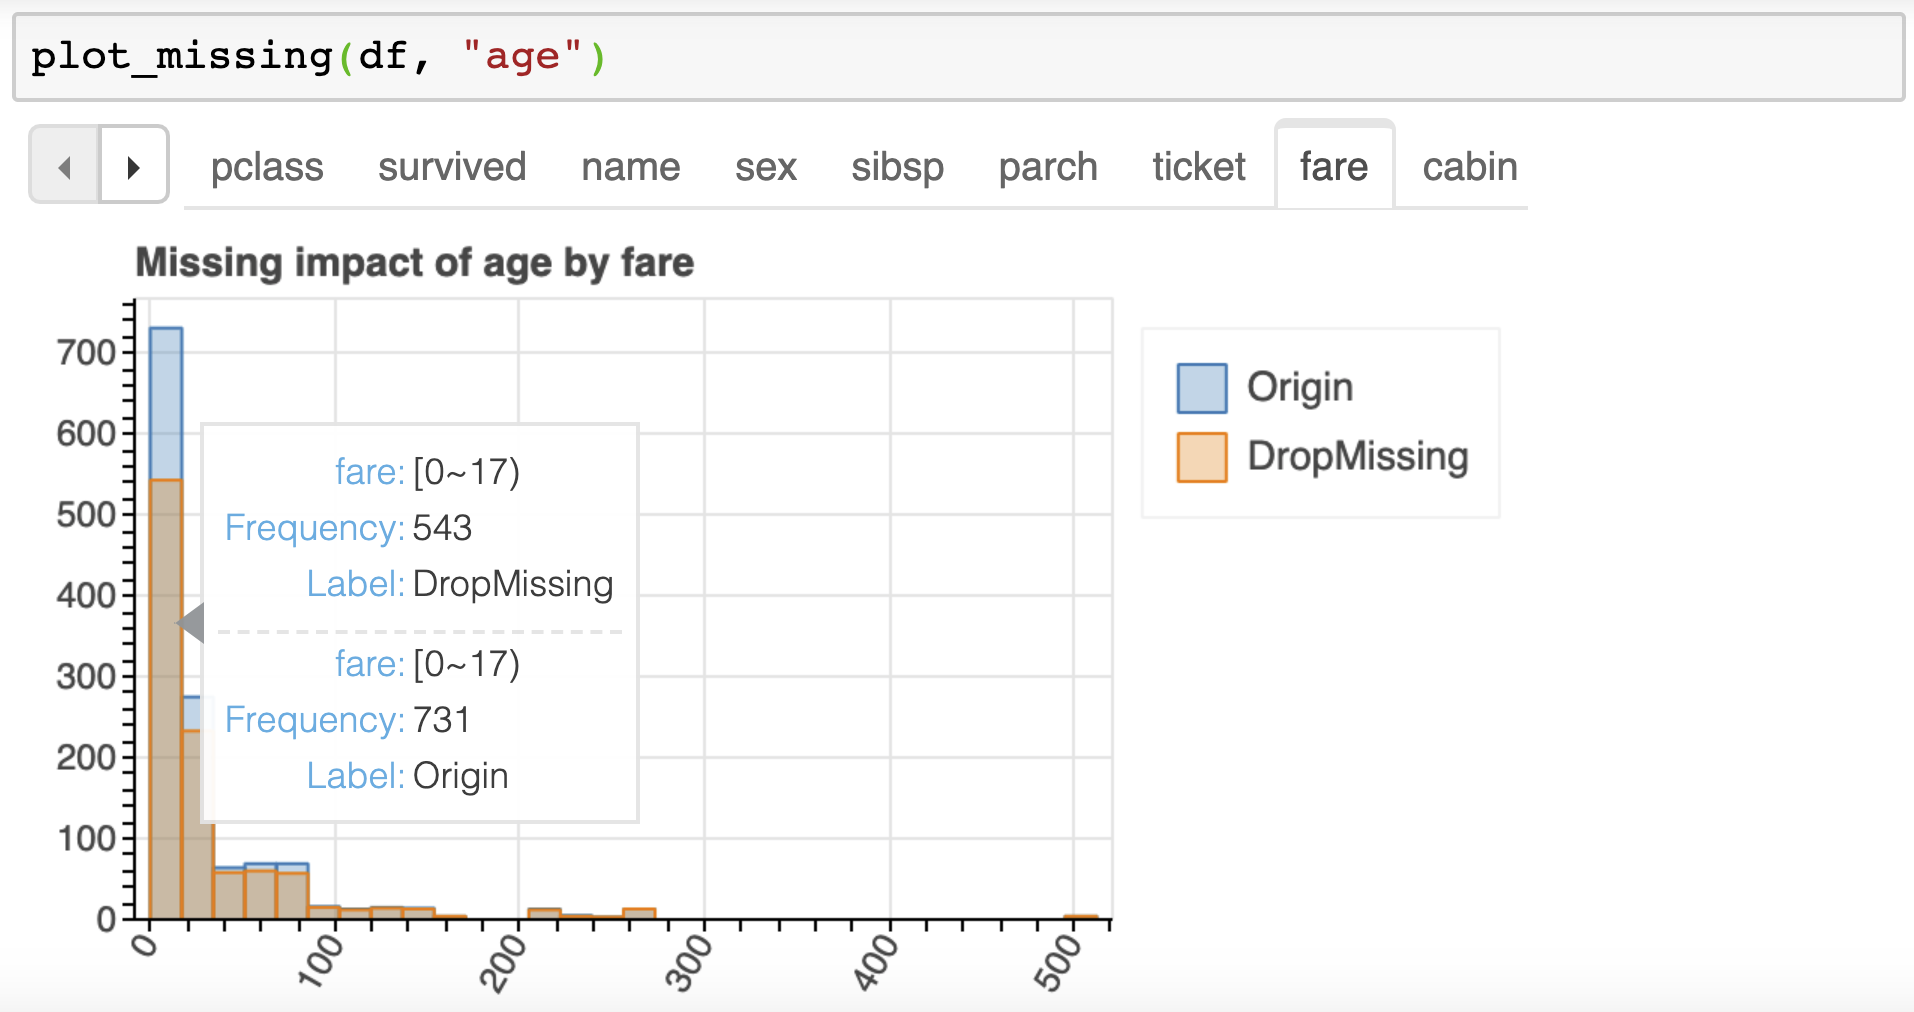 plot_missing(df, "age")
pclass survived name sex sibsp parch ticket fare cabin
Missing impact of age by fare
700
600
500
400
300
200
100
0
fare: [0~17)
Frequency: 543
Label: DropMissing
fare: [0~17)
Frequency: 731
Label: Origin
0 100 200 300 400 500
Origin
DropMissing